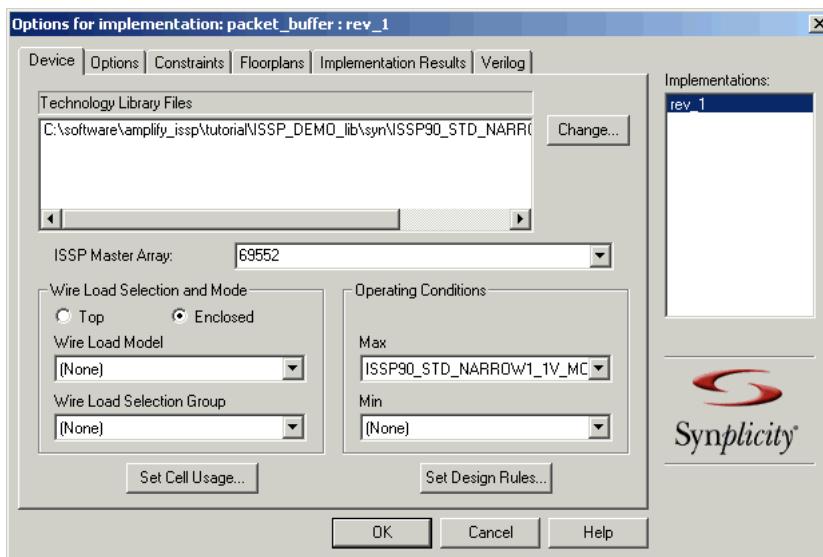 Options for implementation: packet_buffer : rev_1
Device
Options
Constraints
Floorplans
Implementation Results
Verilog
Implementations:
rev_1
Technology Library Files
C:\software\amplify_issp\tutorial\ISSP_DEMO_lib\syn\ISSP90_STD_NARR
Change...
ISSP Master Array:
69552
Wire Load Selection and Mode
Top
Enclosed
Wire Load Model
(None)
Wire Load Selection Group
(None)
Operating Conditions
Max
ISSP90_STD_NARROW1_1V_MC
Min
(None)
Set Cell Usage...
Set Design Rules...
Synplicity®
OK
Cancel
Help